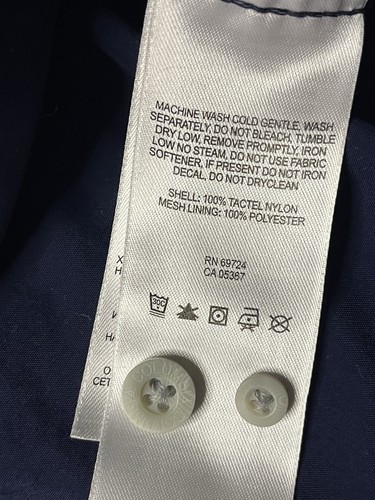 MACHINE WASH COLD GENTLE, WASH
SEPARATELY, DO NOT BLEACH, TUMBLE
DRY LOW, REMOVE PROMPTLY, IRON
LOW NO STEAM, DO NOT USE FABRIC
SOFTENER, IF PRESENT DO NOT IRON
DECAL, DO NOT DRYCLEAN
SHELL: 100% TACTEL NYLON
MESH LINING: 100% POLYESTER
RN 69724
CA 05367
30C
COLUMBIA